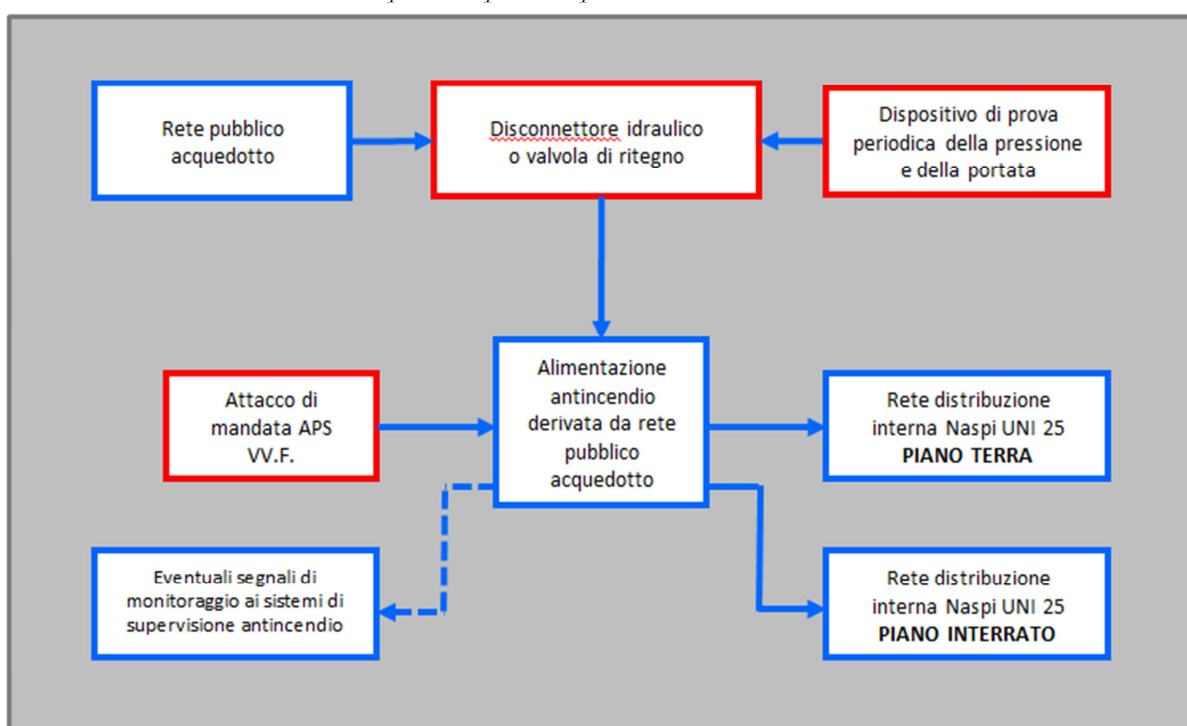 Rete pubblico
acquedotto
Disconnettore idraulico
o valvola di ritegno
Dispositivo di prova
periodica della pressione
e della portata
Attacco di
mandata APS
VV.F.
Alimentazione
antincendio
derivata da rete
pubblico
acquedotto
Rete distribuzione
interna Naspi UNI 25
PIANO TERRA
Eventuali segnali di
monitoraggio ai sistemi di
supervisione antincendio
Rete distribuzione
interna Naspi UNI 25
PIANO INTERRATO